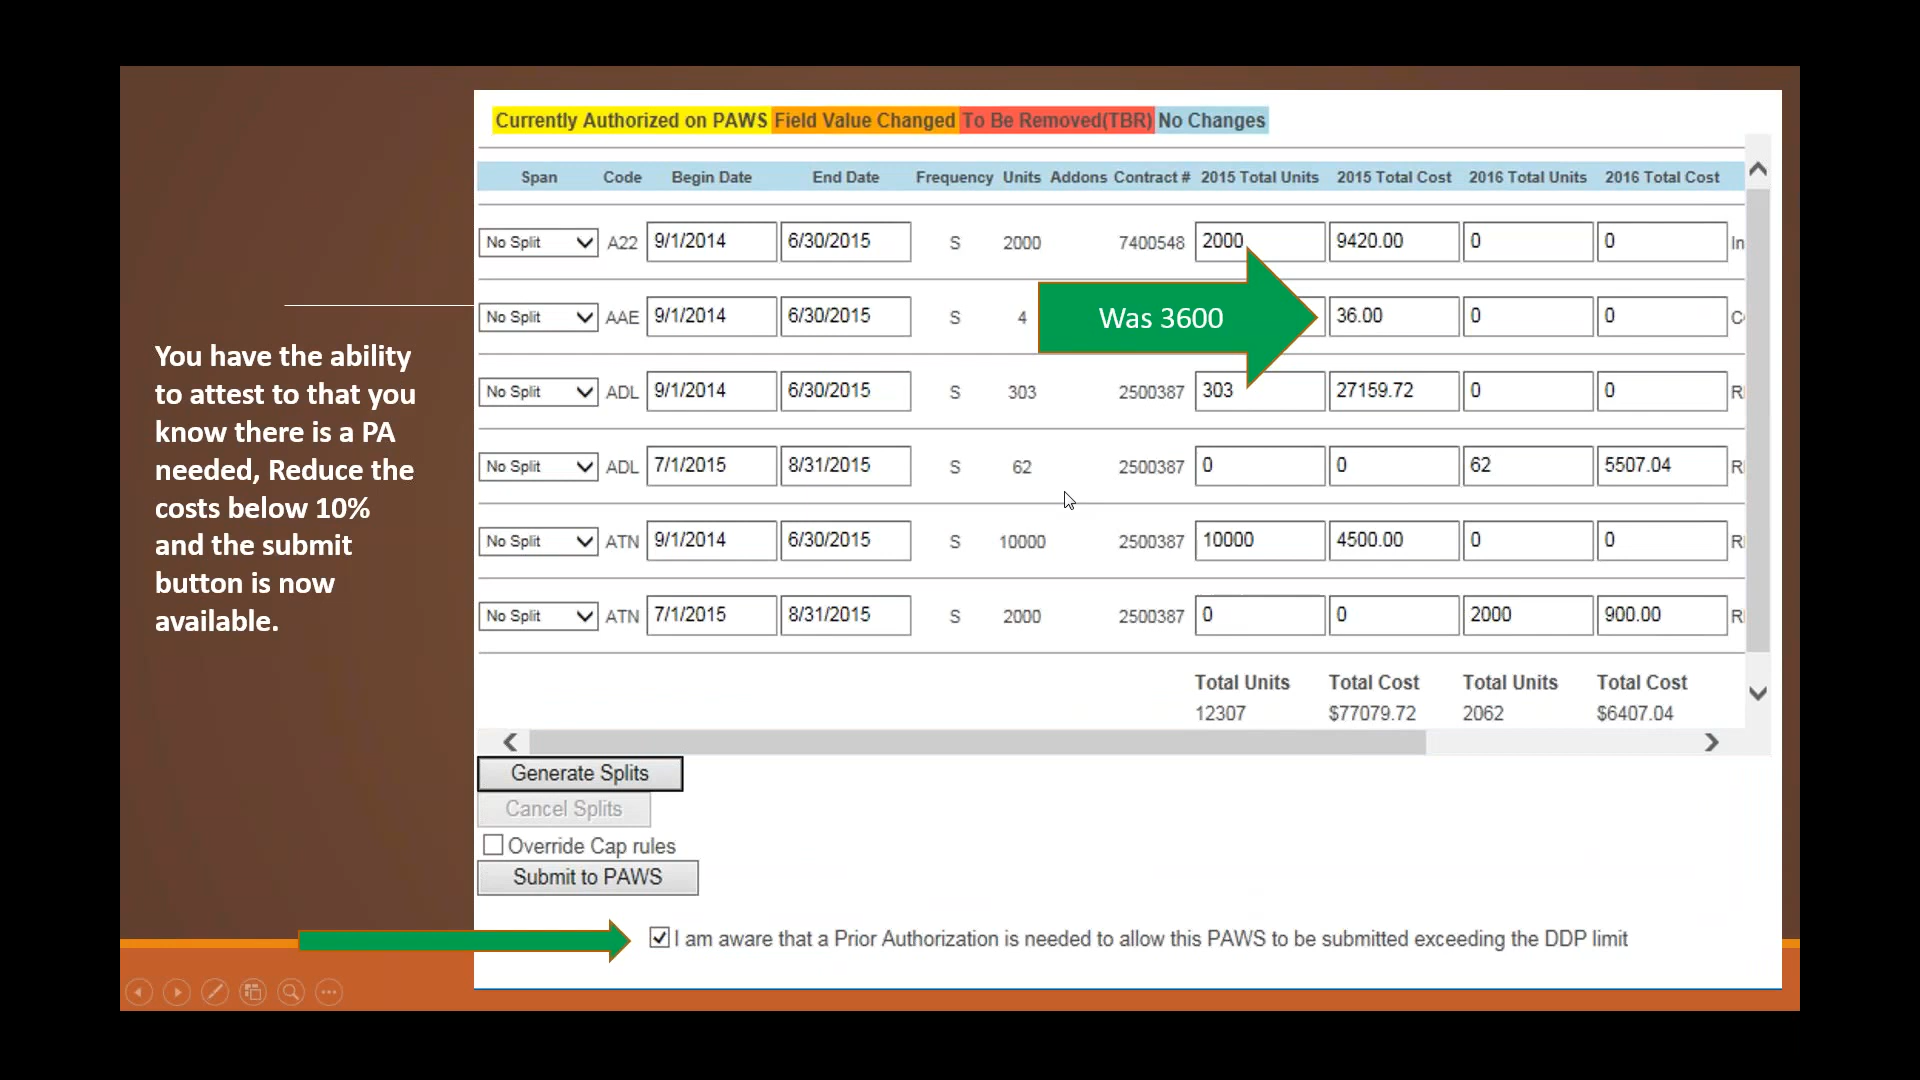 Currently Authorized on PAWS Field Value Changed To Be Removed(TBR) No Changes
Span Code Begin Date End Date Frequency Units Addons Contract # 2015 Total Units 2015 Total Cost 2016 Total Units 2016 Total Cost
No Split A22 9/1/2014 6/30/2015 S 2000 7400548 2000 9420.00 0 0 In
No Split AAE 9/1/2014 6/30/2015 S 4 Was 3600 36.00 0 0
No Split ADL 9/1/2014 6/30/2015 S 303 2500387 303 27159.72 0 0
No Split ADL 7/1/2015 8/31/2015 S 62 2500387 0 0 62 5507.04
No Split ATN 9/1/2014 6/30/2015 S 10000 2500387 10000 4500.00 0 0
No Split ATN 7/1/2015 8/31/2015 S 2000 2500387 0 0 2000 900.00
Total Units Total Cost Total Units Total Cost
12307 $77079.72 2062 $6407.04
Generate Splits
Cancel Splits
Override Cap rules
Submit to PAWS
I am aware that a Prior Authorization is needed to allow this PAWS to be submitted exceeding the DDP limit
You have the ability
to attest to that you
know there is a PA
needed, Reduce the
costs below 10%
and the submit
button is now
available.